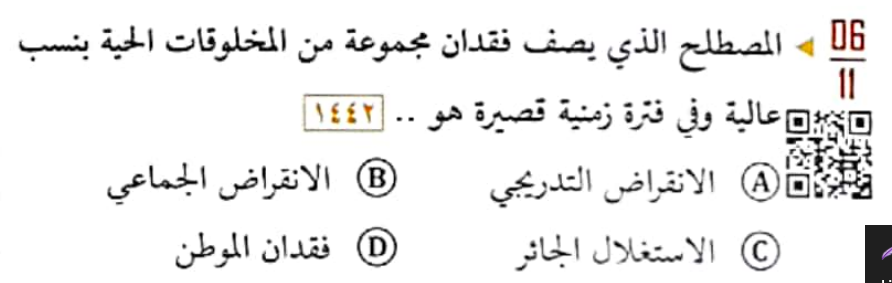 06
11
المصطلح الذي يصف فقدان مجموعة من المخلوقات الحية بنسب
عالية وفي فترة زمنية قصيرة هو .. ١٤٤٢
A الانقراض التدريجي B الانقراض الجماعي
C الاستغلال الجائر D فقدان الموطن